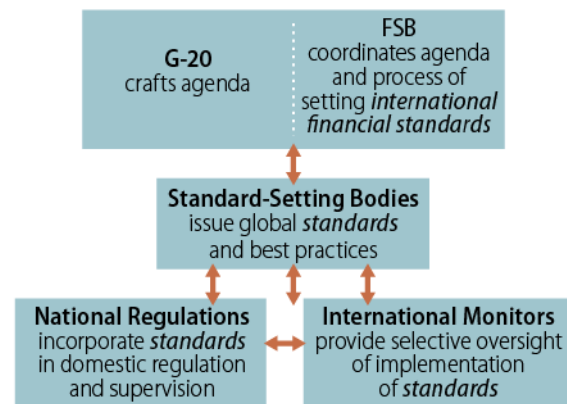 G-20
crafts agenda
FSB
coordinates agenda
and process of
setting international
financial standards
Standard-Setting Bodies
issue global standards
and best practices
National Regulations
incorporate standards
in domestic regulation
and supervision
International Monitors
provide selective oversight
of implementation
of standards